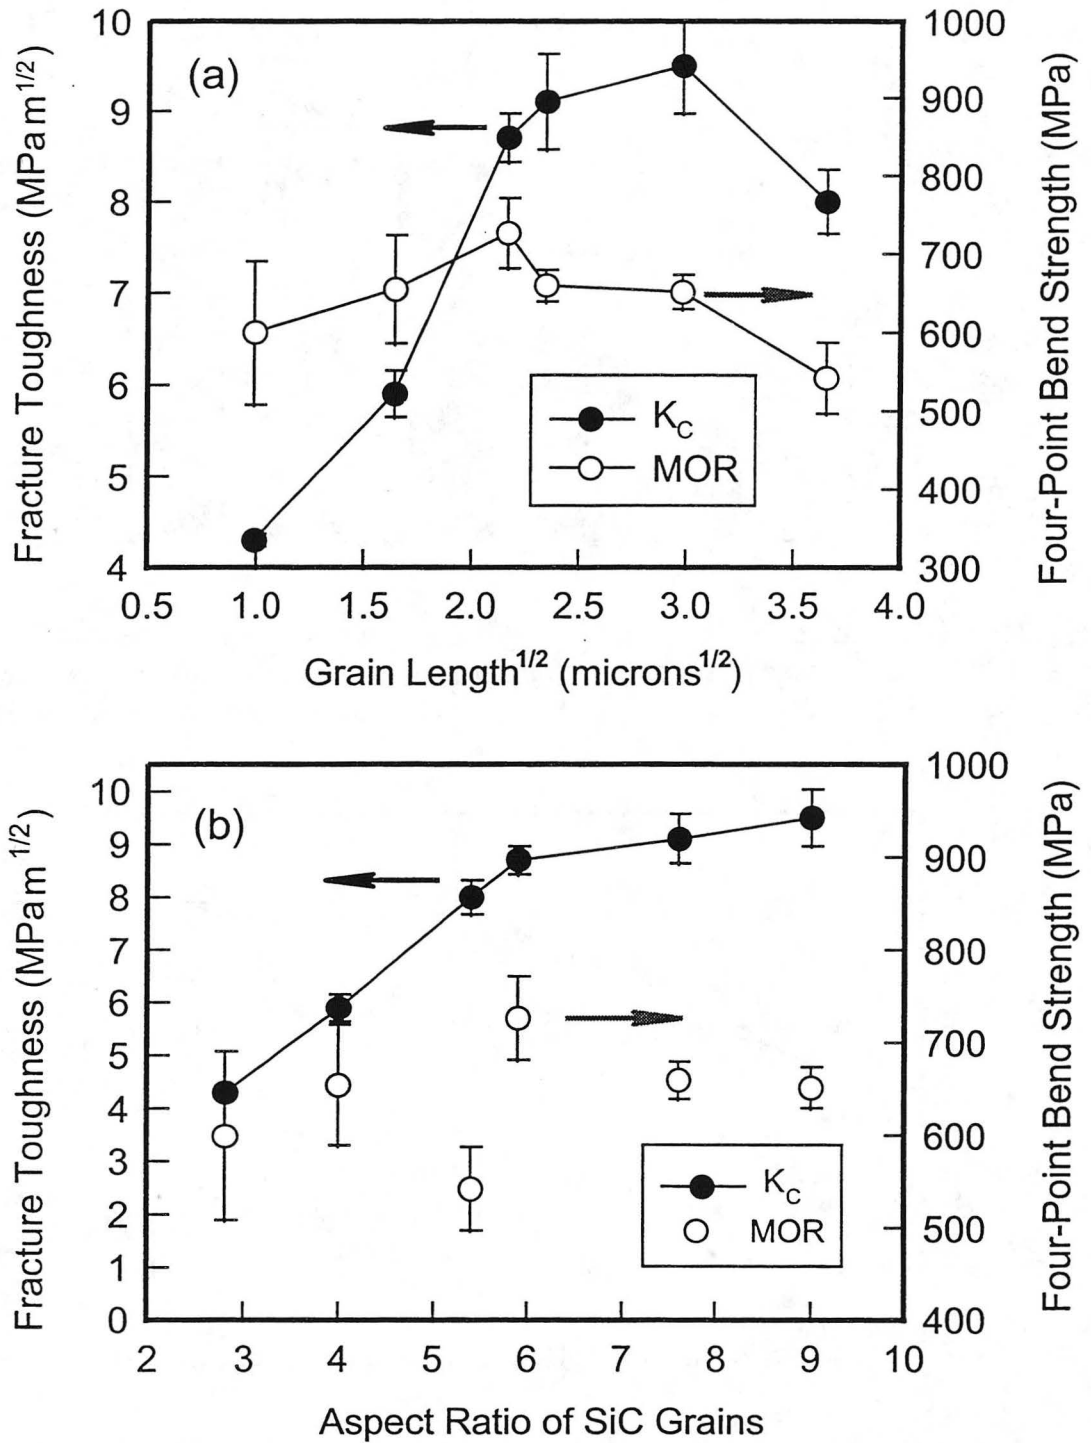 (a)
Fracture Toughness (MPam1/2)
10
9
8
7
6
5
4
Four-Point Bend Strength (MPa)
1000
900
800
700
600
500
400
300
KC
MOR
0.5 1.0 1.5 2.0 2.5 3.0 3.5 4.0
Grain Length1/2 (microns1/2)
(b)
Fracture Toughness (MPam1/2)
10
9
8
7
6
5
4
3
2
1
0
Four-Point Bend Strength (MPa)
1000
900
800
700
600
500
400
KC
MOR
2 3 4 5 6 7 8 9 10
Aspect Ratio of SiC Grains